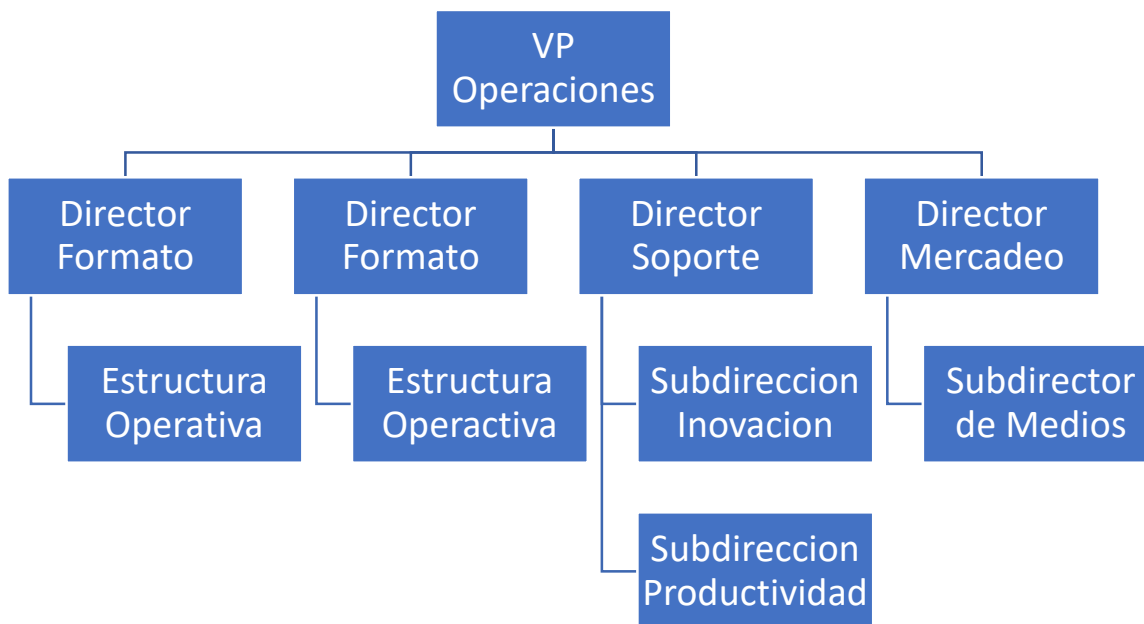 VP
Operaciones
Director
Formato
Director
Formato
Director
Soporte
Director
Mercadeo
Estructura
Operativa
Estructura
Operactiva
Subdireccion
Inovacion
Subdirector
de Medios
Subdireccion
Productividad